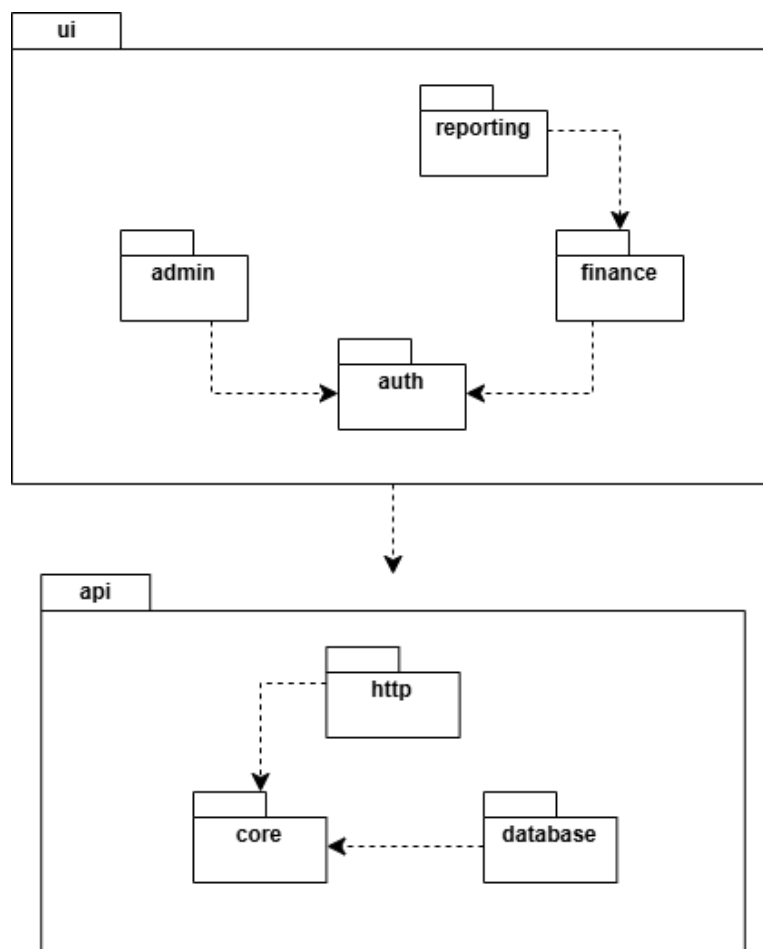 ui
reporting
admin
finance
auth
api
http
core
database